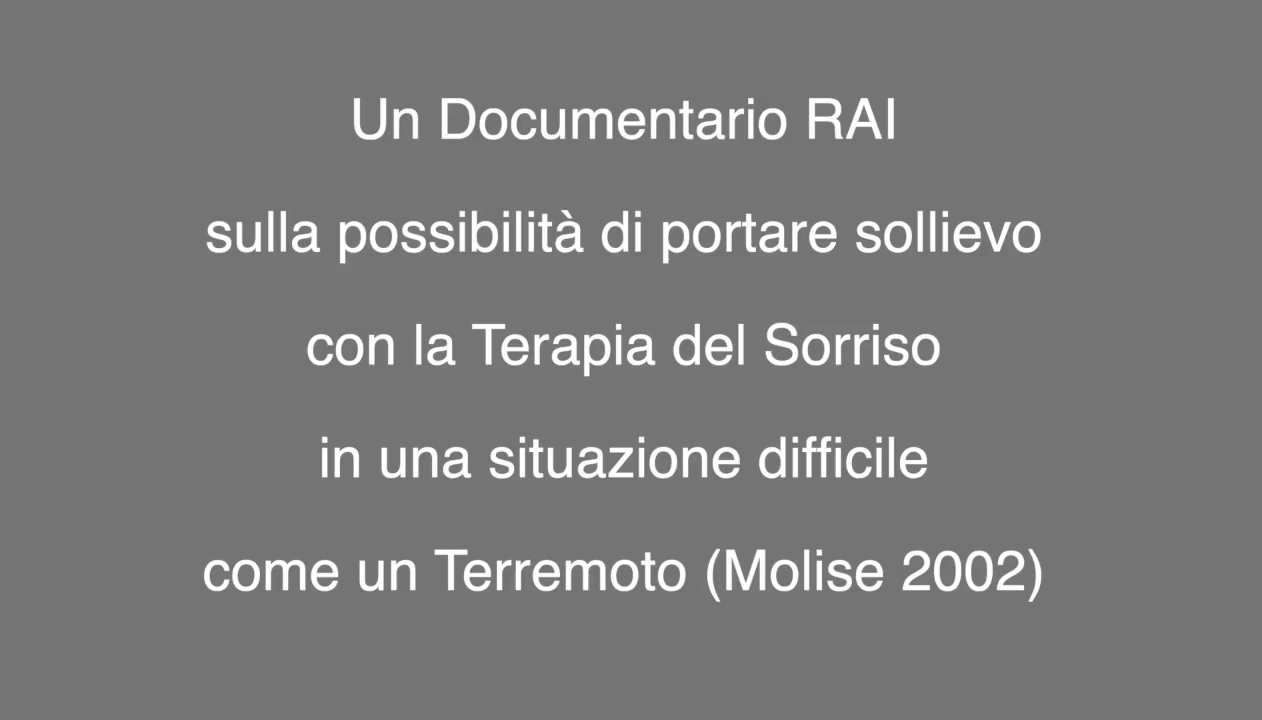 Un Documentario RAI
sulla possibilità di portare sollievo
con la Terapia del Sorriso
in una situazione difficile
come un Terremoto (Molise 2002)